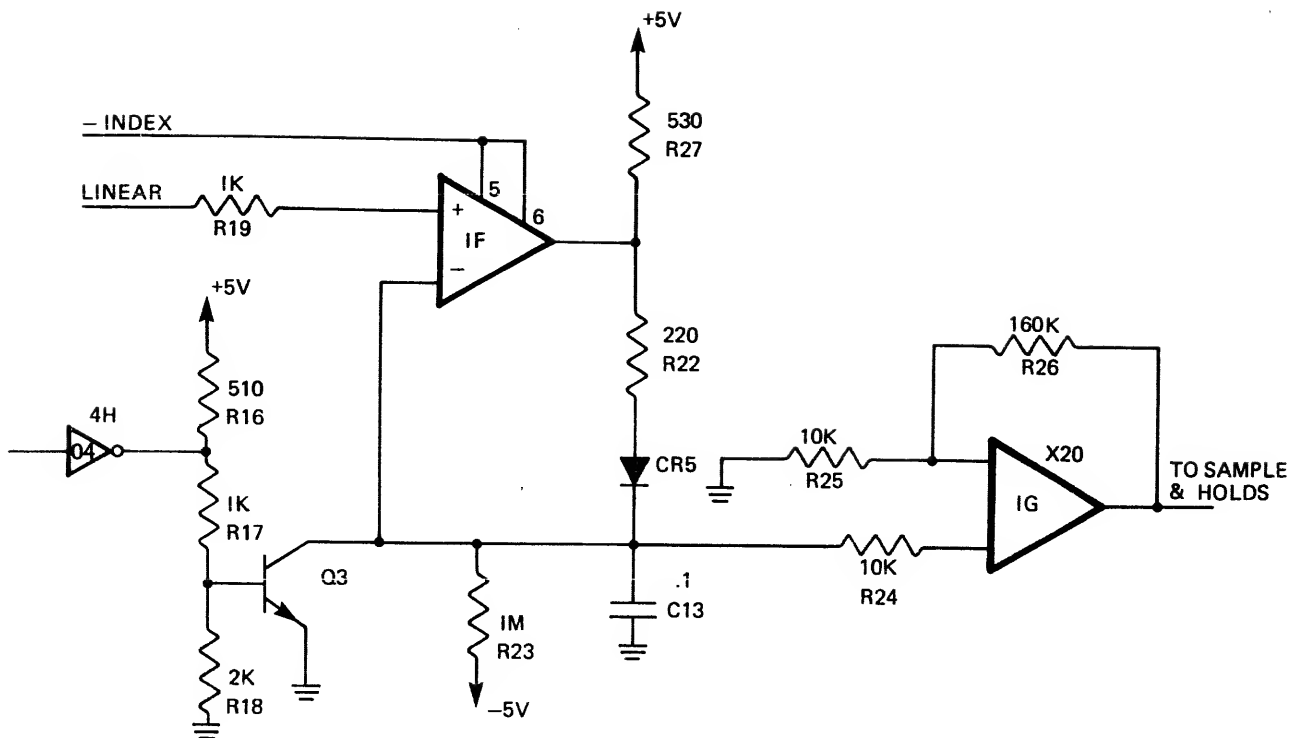 +5V
530
R27
– INDEX
LINEAR
1K
R19
5
6
+
–
IF
+5V
220
R22
160K
R26
4H
04
510
R16
10K
R25
X20
IG
TO SAMPLE
& HOLDS
CR5
1K
R17
Q3
.1
C13
10K
R24
1M
R23
2K
R18
–5V